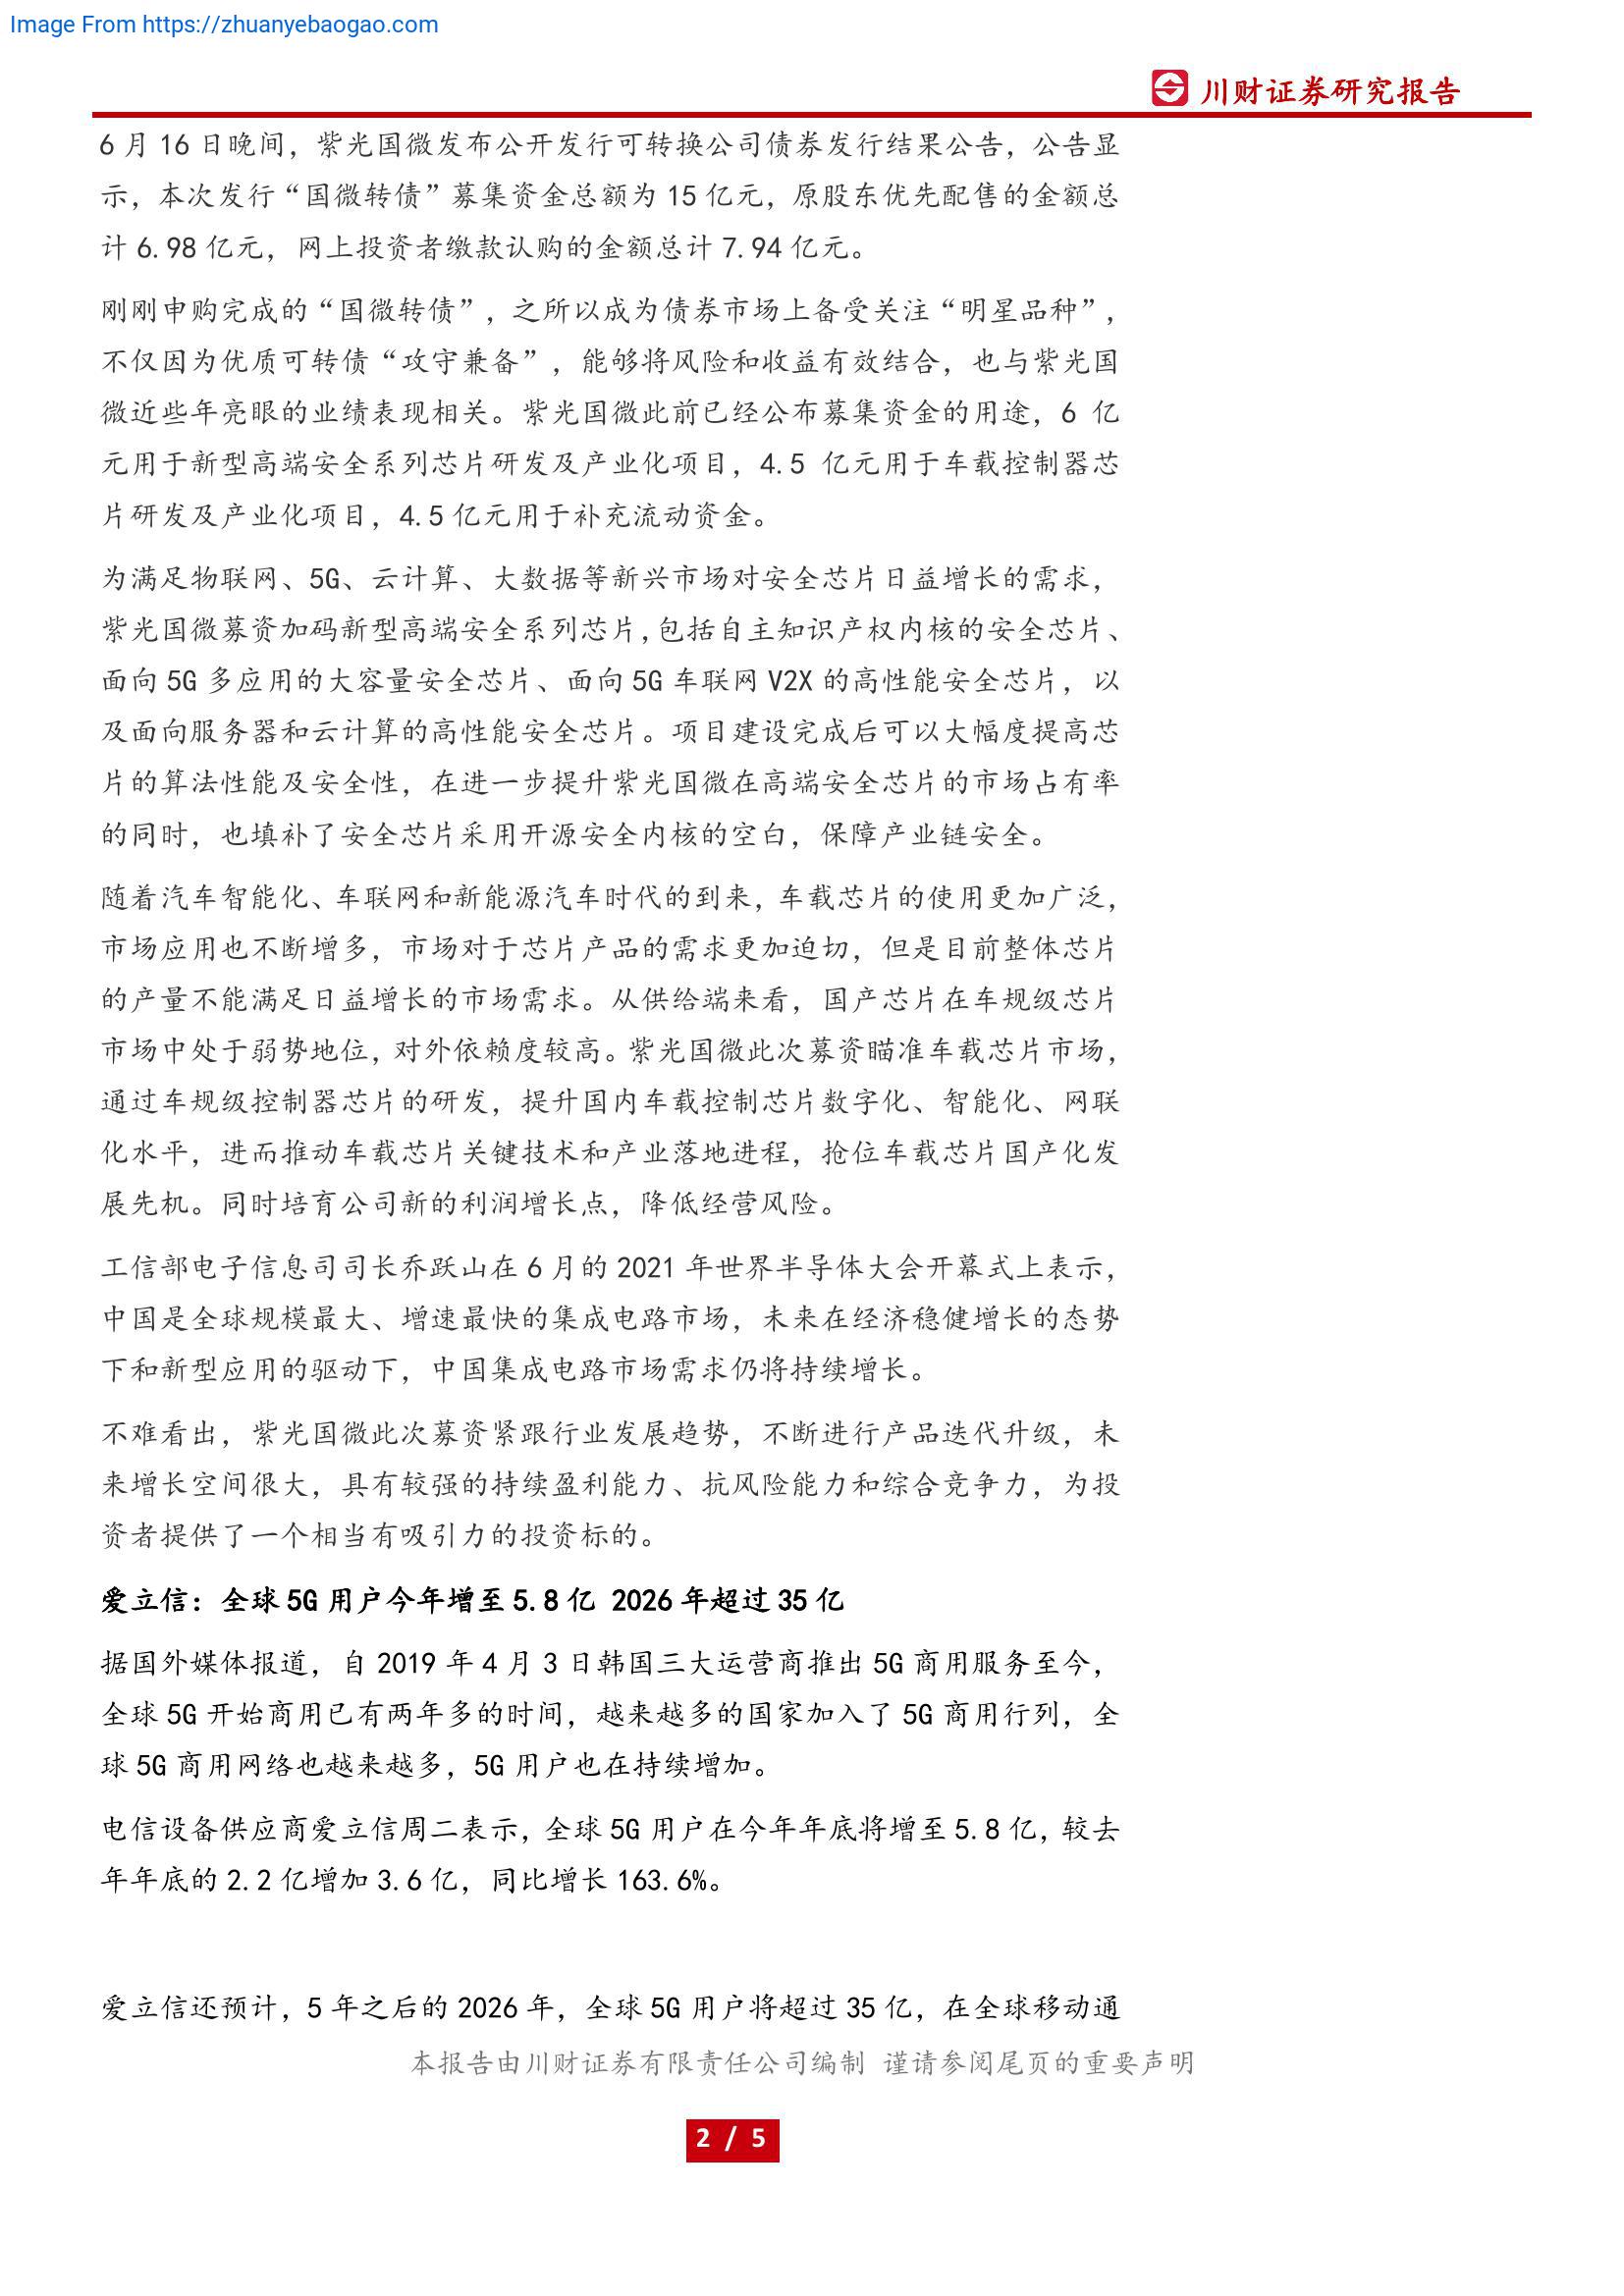 Image From https://zhuanyebaogao.com
川财证券研究报告
6 月 16 日晚间，紫光国微发布公开发行可转换公司债券发行结果公告，公告显
示，本次发行“国微转债”募集资金总额为 15 亿元，原股东优先配售的金额总
计 6.98 亿元，网上投资者缴款认购的金额总计 7.94 亿元。
刚刚申购完成的“国微转债”，之所以成为债券市场上备受关注“明星品种”，
不仅因为优质可转债“攻守兼备”，能够将风险和收益有效结合，也与紫光国
微近些年亮眼的业绩表现相关。紫光国微此前已经公布募集资金的用途，6 亿
元用于新型高端安全系列芯片研发及产业化项目，4.5 亿元用于车载控制器芯
片研发及产业化项目，4.5 亿元用于补充流动资金。
为满足物联网、5G、云计算、大数据等新兴市场对安全芯片日益增长的需求，
紫光国微募资加码新型高端安全系列芯片，包括自主知识产权内核的安全芯片、
面向 5G 多应用的大容量安全芯片、面向 5G 车联网 V2X 的高性能安全芯片，以
及面向服务器和云计算的高性能安全芯片。项目建设完成后可以大幅度提高芯
片的算法性能及安全性，在进一步提升紫光国微在高端安全芯片的市场占有率
的同时，也填补了安全芯片采用开源安全内核的空白，保障产业链安全。
随着汽车智能化、车联网和新能源汽车时代的到来，车载芯片的使用更加广泛，
市场应用也不断增多，市场对于芯片产品的需求更加迫切，但是目前整体芯片
的产量不能满足日益增长的市场需求。从供给端来看，国产芯片在车规级芯片
市场中处于弱势地位，对外依赖度较高。紫光国微此次募资瞄准车载芯片市场，
通过车规级控制器芯片的研发，提升国内车载控制芯片数字化、智能化、网联
化水平，进而推动车载芯片关键技术和产业落地进程，抢位车载芯片国产化发
展先机。同时培育公司新的利润增长点，降低经营风险。
工信部电子信息司司长乔跃山在 6 月的 2021 年世界半导体大会开幕式上表示，
中国是全球规模最大、增速最快的集成电路市场，未来在经济稳健增长的态势
下和新型应用的驱动下，中国集成电路市场需求仍将持续增长。
不难看出，紫光国微此次募资紧跟行业发展趋势，不断进行产品迭代升级，未
来增长空间很大，具有较强的持续盈利能力、抗风险能力和综合竞争力，为投
资者提供了一个相当有吸引力的投资标的。
爱立信：全球 5G 用户今年增至 5.8 亿 2026 年超过 35 亿
据国外媒体报道，自 2019 年 4 月 3 日韩国三大运营商推出 5G 商用服务至今，
全球 5G 开始商用已有两年多的时间，越来越多的国家加入了 5G 商用行列，全
球 5G 商用网络也越来越多，5G 用户也在持续增加。
电信设备供应商爱立信周二表示，全球 5G 用户在今年年底将增至 5.8 亿，较去
年年底的 2.2 亿增加 3.6 亿，同比增长 163.6%。
爱立信还预计，5 年之后的 2026 年，全球 5G 用户将超过 35 亿，在全球移动通
本报告由川财证券有限责任公司编制 谨请参阅尾页的重要声明
2 / 5